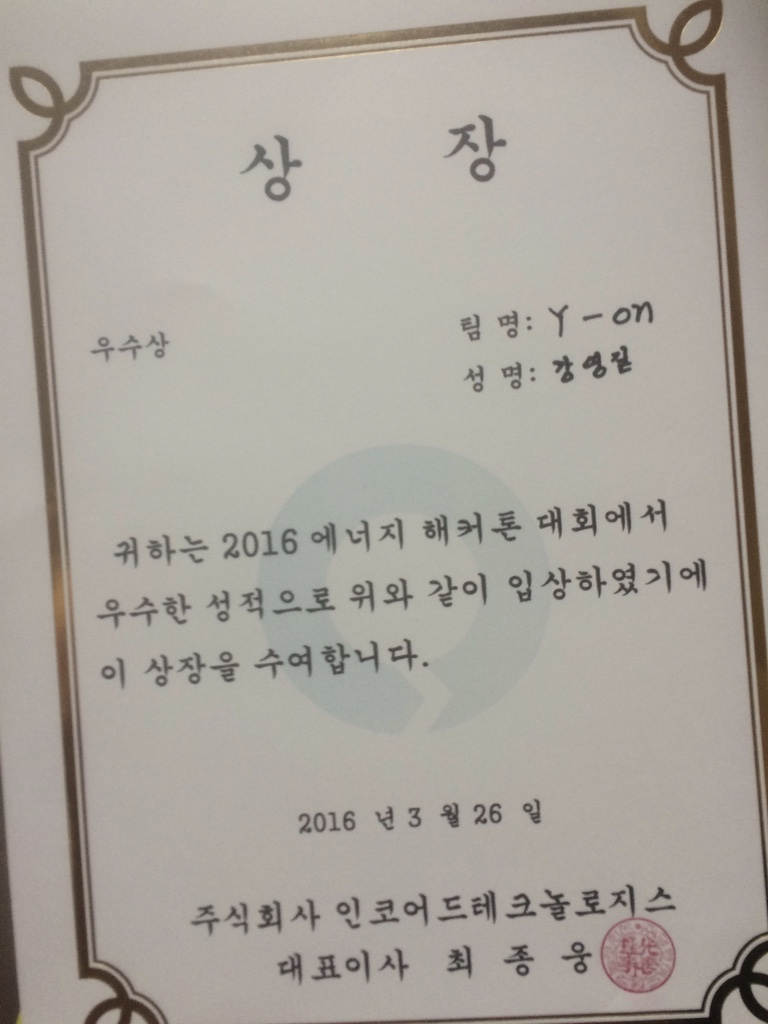 상 장
우수상
팀 명: Y-on
성 명: 강영질
귀하는 2016 에너지 해커톤 대회에서
우수한 성적으로 위와 같이 입상하였기에
이 상장을 수여합니다.
2016 년 3 월 26 일
주식회사 인코어드테크놀로지스
대표이사 최 종 웅